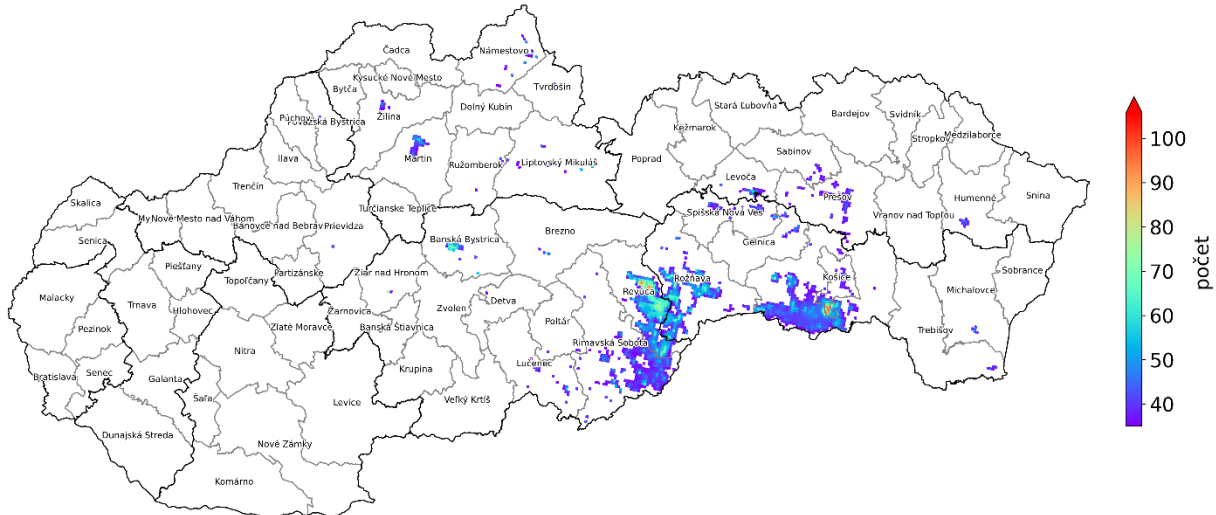 Námestovo
Čadca
Kysucké Nové Mesto
Bytča
Tvrdošín
Dolný Kubín
Púchov
Považská Bystrica
Žilina
Stará Ľubovňa
Bardejov
Svidník
Stropkov
Medzilaborce
Kežmarok
Sabinov
Poprad
Ilava
Martin
Ružomberok
Liptovský Mikuláš
Levoča
Trenčín
Prešov
Humenné
Snina
Skalica
Turčianske Teplice
Spišská Nová Ves
Vranov nad Topľou
Nové Mesto nad Váhom
Bánovce nad Bebravou
Prievidza
Senica
Banská Bystrica
Brezno
Gelnica
Piešťany
Partizánske
Topoľčany
Žiar nad Hronom
Rožňava
Košice
Sobrance
Malacky
Trnava
Hlohovec
Žarnovica
Zvolen
Detva
Revúca
Michalovce
Pezinok
Zlaté Moravce
Banská Štiavnica
Poltár
Trebišov
Nitra
Rimavská Sobota
Bratislava
Senec
Galanta
Krupina
Lučenec
Šaľa
Levice
Veľký Krtíš
Dunajská Streda
Nové Zámky
Komárno
100
90
80
70
60
50
40
počet